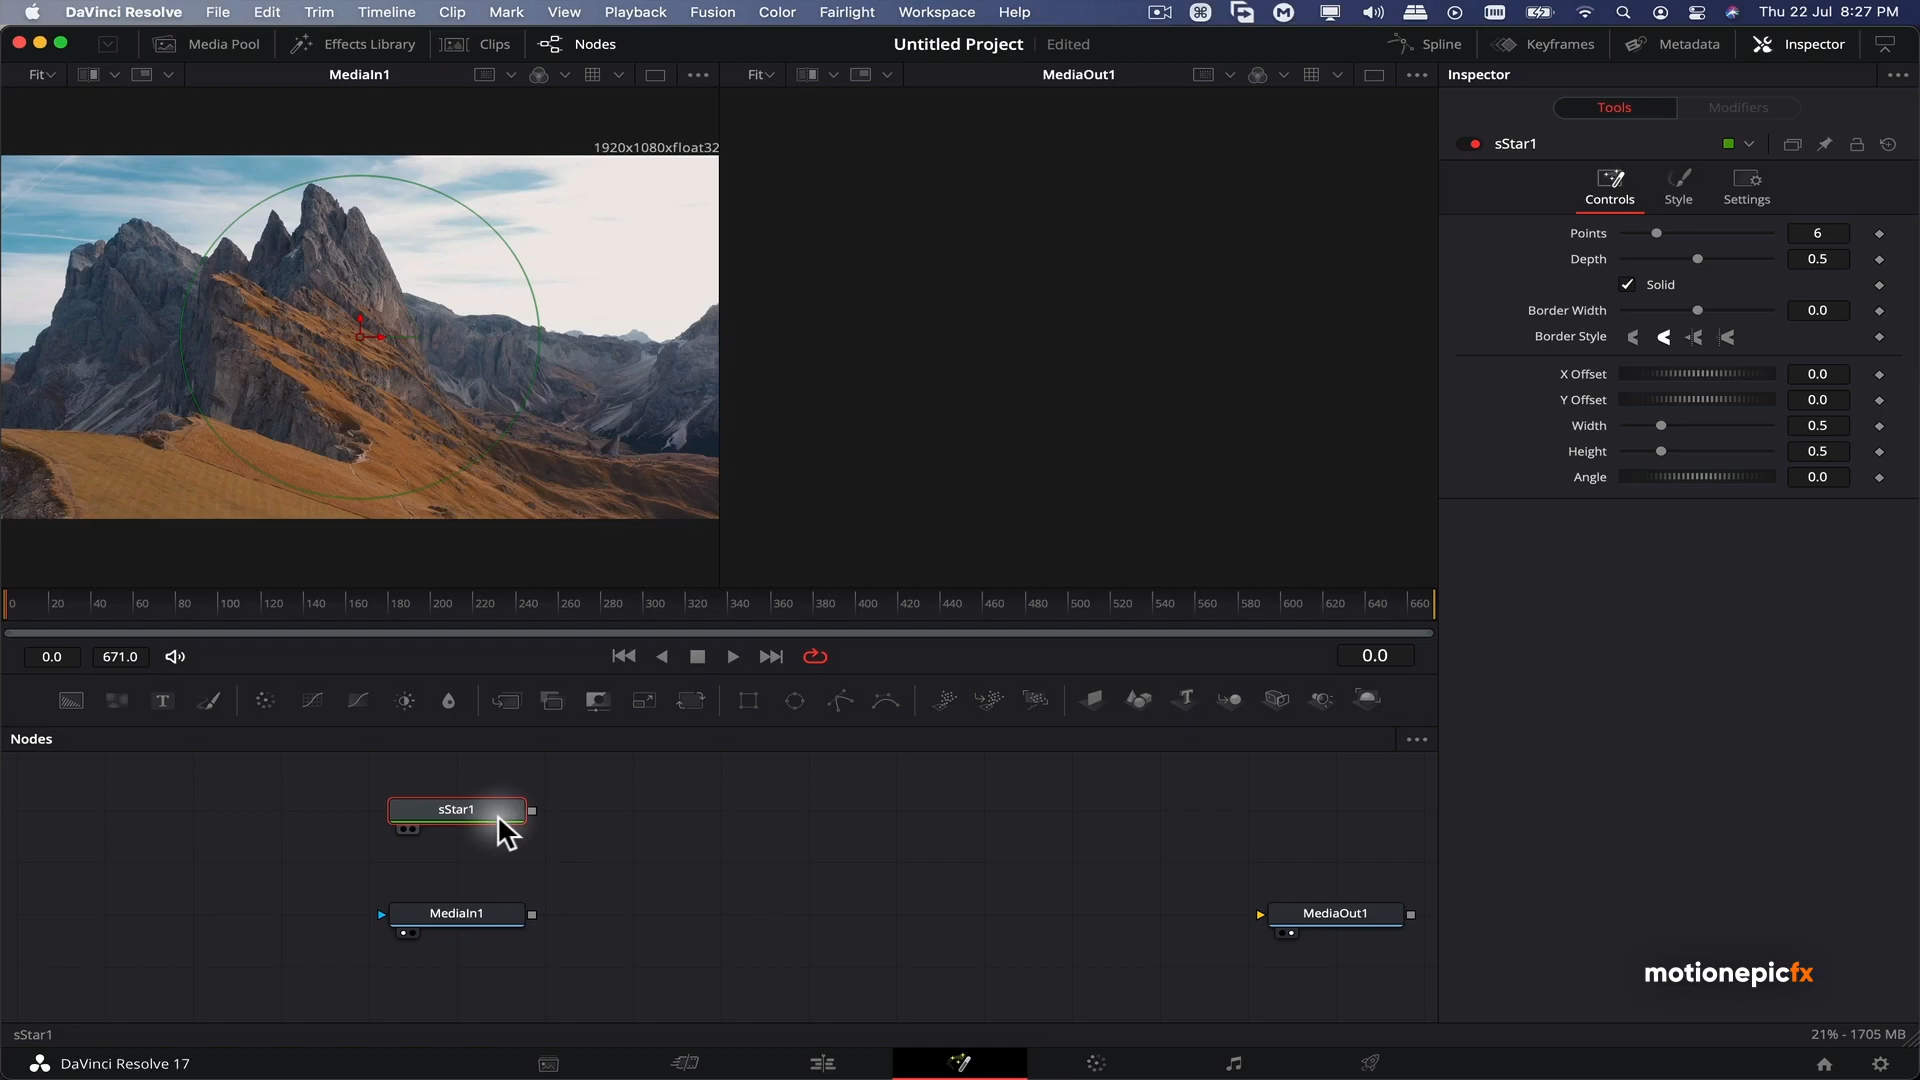 DaVinci Resolve File Edit Trim Timeline Clip Mark View Playback Fusion Color Fairlight Workspace Help Thu 22 Jul 8:27 PM
Media Pool Effects Library Clips Nodes Untitled Project Edited Spline Keyframes Metadata Inspector
Fit MediaIn1 Fit MediaOut1 Inspector
Tools Modifiers
1920x1080xfloat32
sStar1
Controls Style Settings
Points 6
Depth 0.5
Solid
Border Width 0.0
Border Style
X Offset 0.0
Y Offset 0.0
Width 0.5
Height 0.5
Angle 0.0
0 20 40 60 80 100 120 140 160 180 200 220 240 260 280 300 320 340 360 380 400 420 440 460 480 500 520 540 560 580 600 620 640 660
0.0 671.0 0.0
Nodes
sStar1
MediaIn1 MediaOut1
motionepicfx
sStar1 21% - 1705 MB
DaVinci Resolve 17